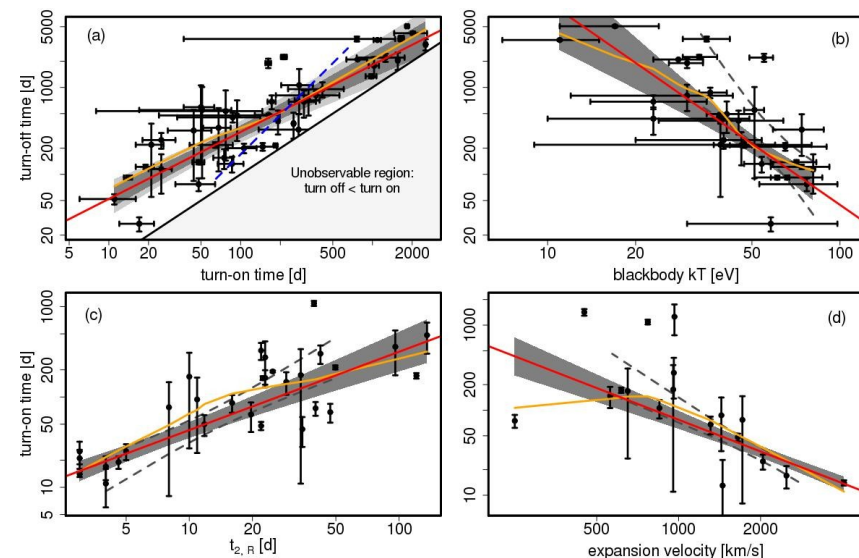 (a)
turn-off time [d]
5000
1000
200
50
20
Unobservable region:
turn off < turn on
5 10 20 50 100 200 500 2000
turn-on time [d]
(b)
5000
1000
200
50
20
10 20 50 100
blackbody kT [eV]
(c)
turn-on time [d]
1000
200
50
20
10
5
5 10 20 50 100
t2, R [d]
(d)
1000
200
50
20
10
500 1000 2000
expansion velocity [km/s]